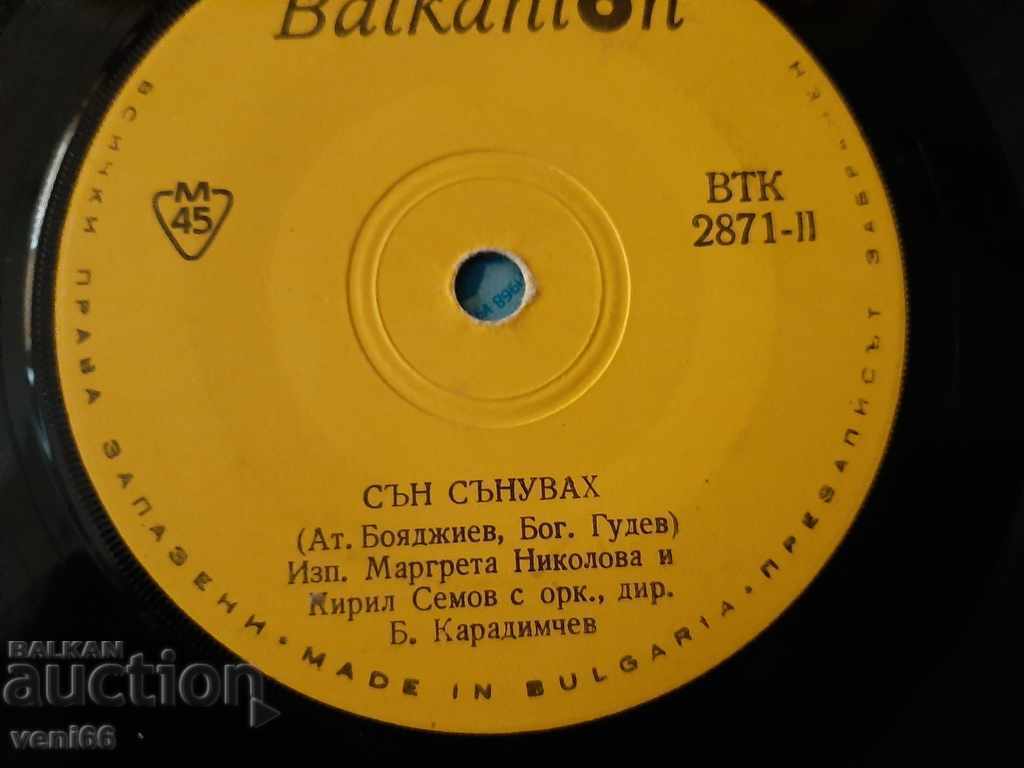 Balkanton
M
45
ВТК
2871-II
СЪН СЪНУВАХ
(Ат. Бояджиев, Бог. Гудев)
Изп. Маргрета Николова и
Кирил Семов с орк., дир.
Б. Карадимчев
ВСИЧКИ ПРАВА ЗАПАЗЕНИ • MADE IN BULGARIA • ПРЕЗАПИСЪТ ЗАБРАНЕН
BALKAN
auction
veni66